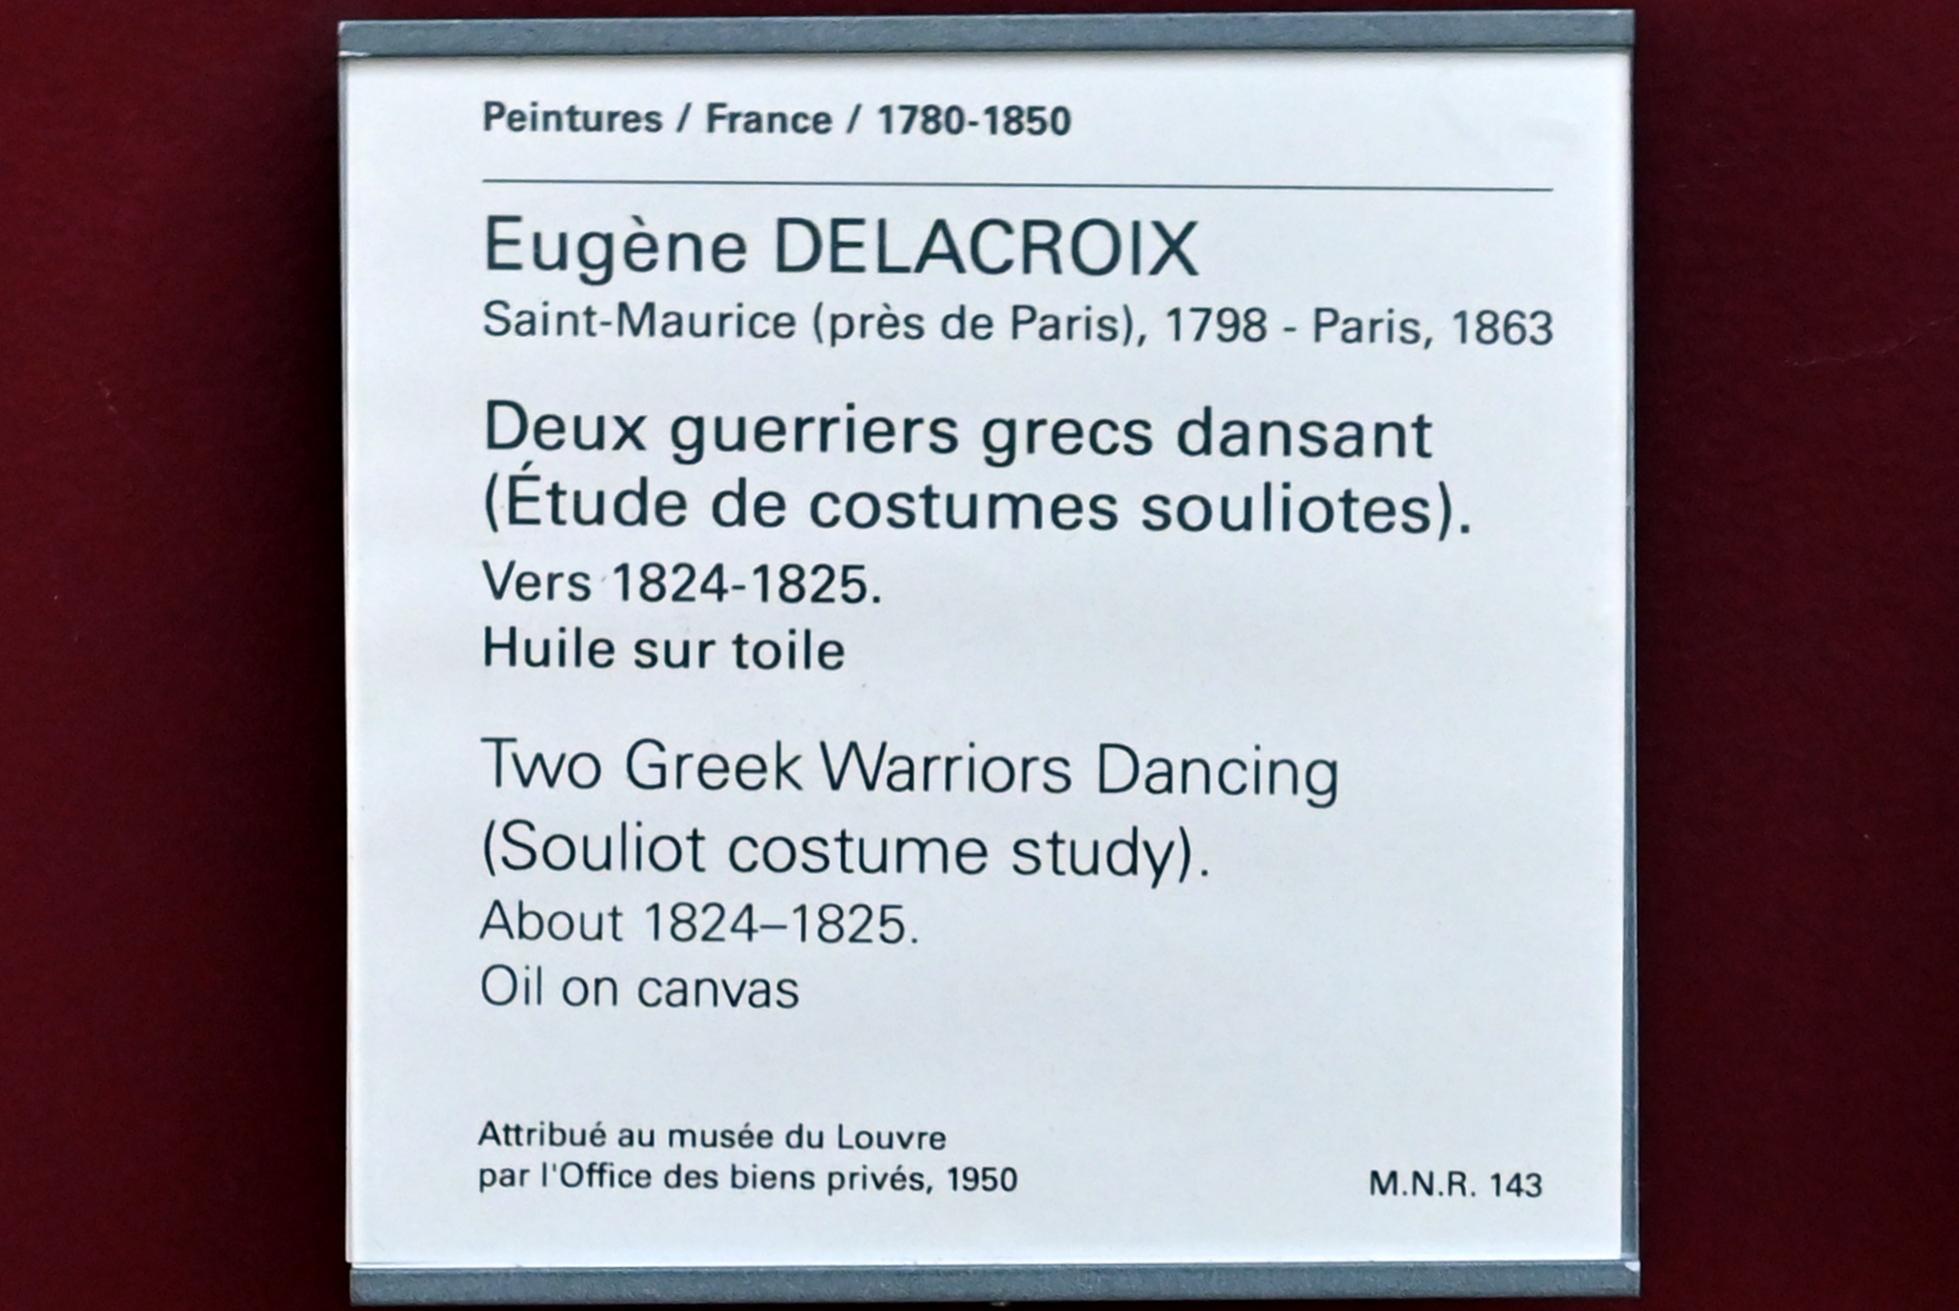 Peintures / France / 1780-1850
Eugène DELACROIX
Saint-Maurice (près de Paris), 1798 - Paris, 1863
Deux guerriers grecs dansant
(Étude de costumes souliotes).
Vers 1824-1825.
Huile sur toile
Two Greek Warriors Dancing
(Souliot costume study).
About 1824–1825.
Oil on canvas
Attribué au musée du Louvre
par l'Office des biens privés, 1950
M.N.R. 143